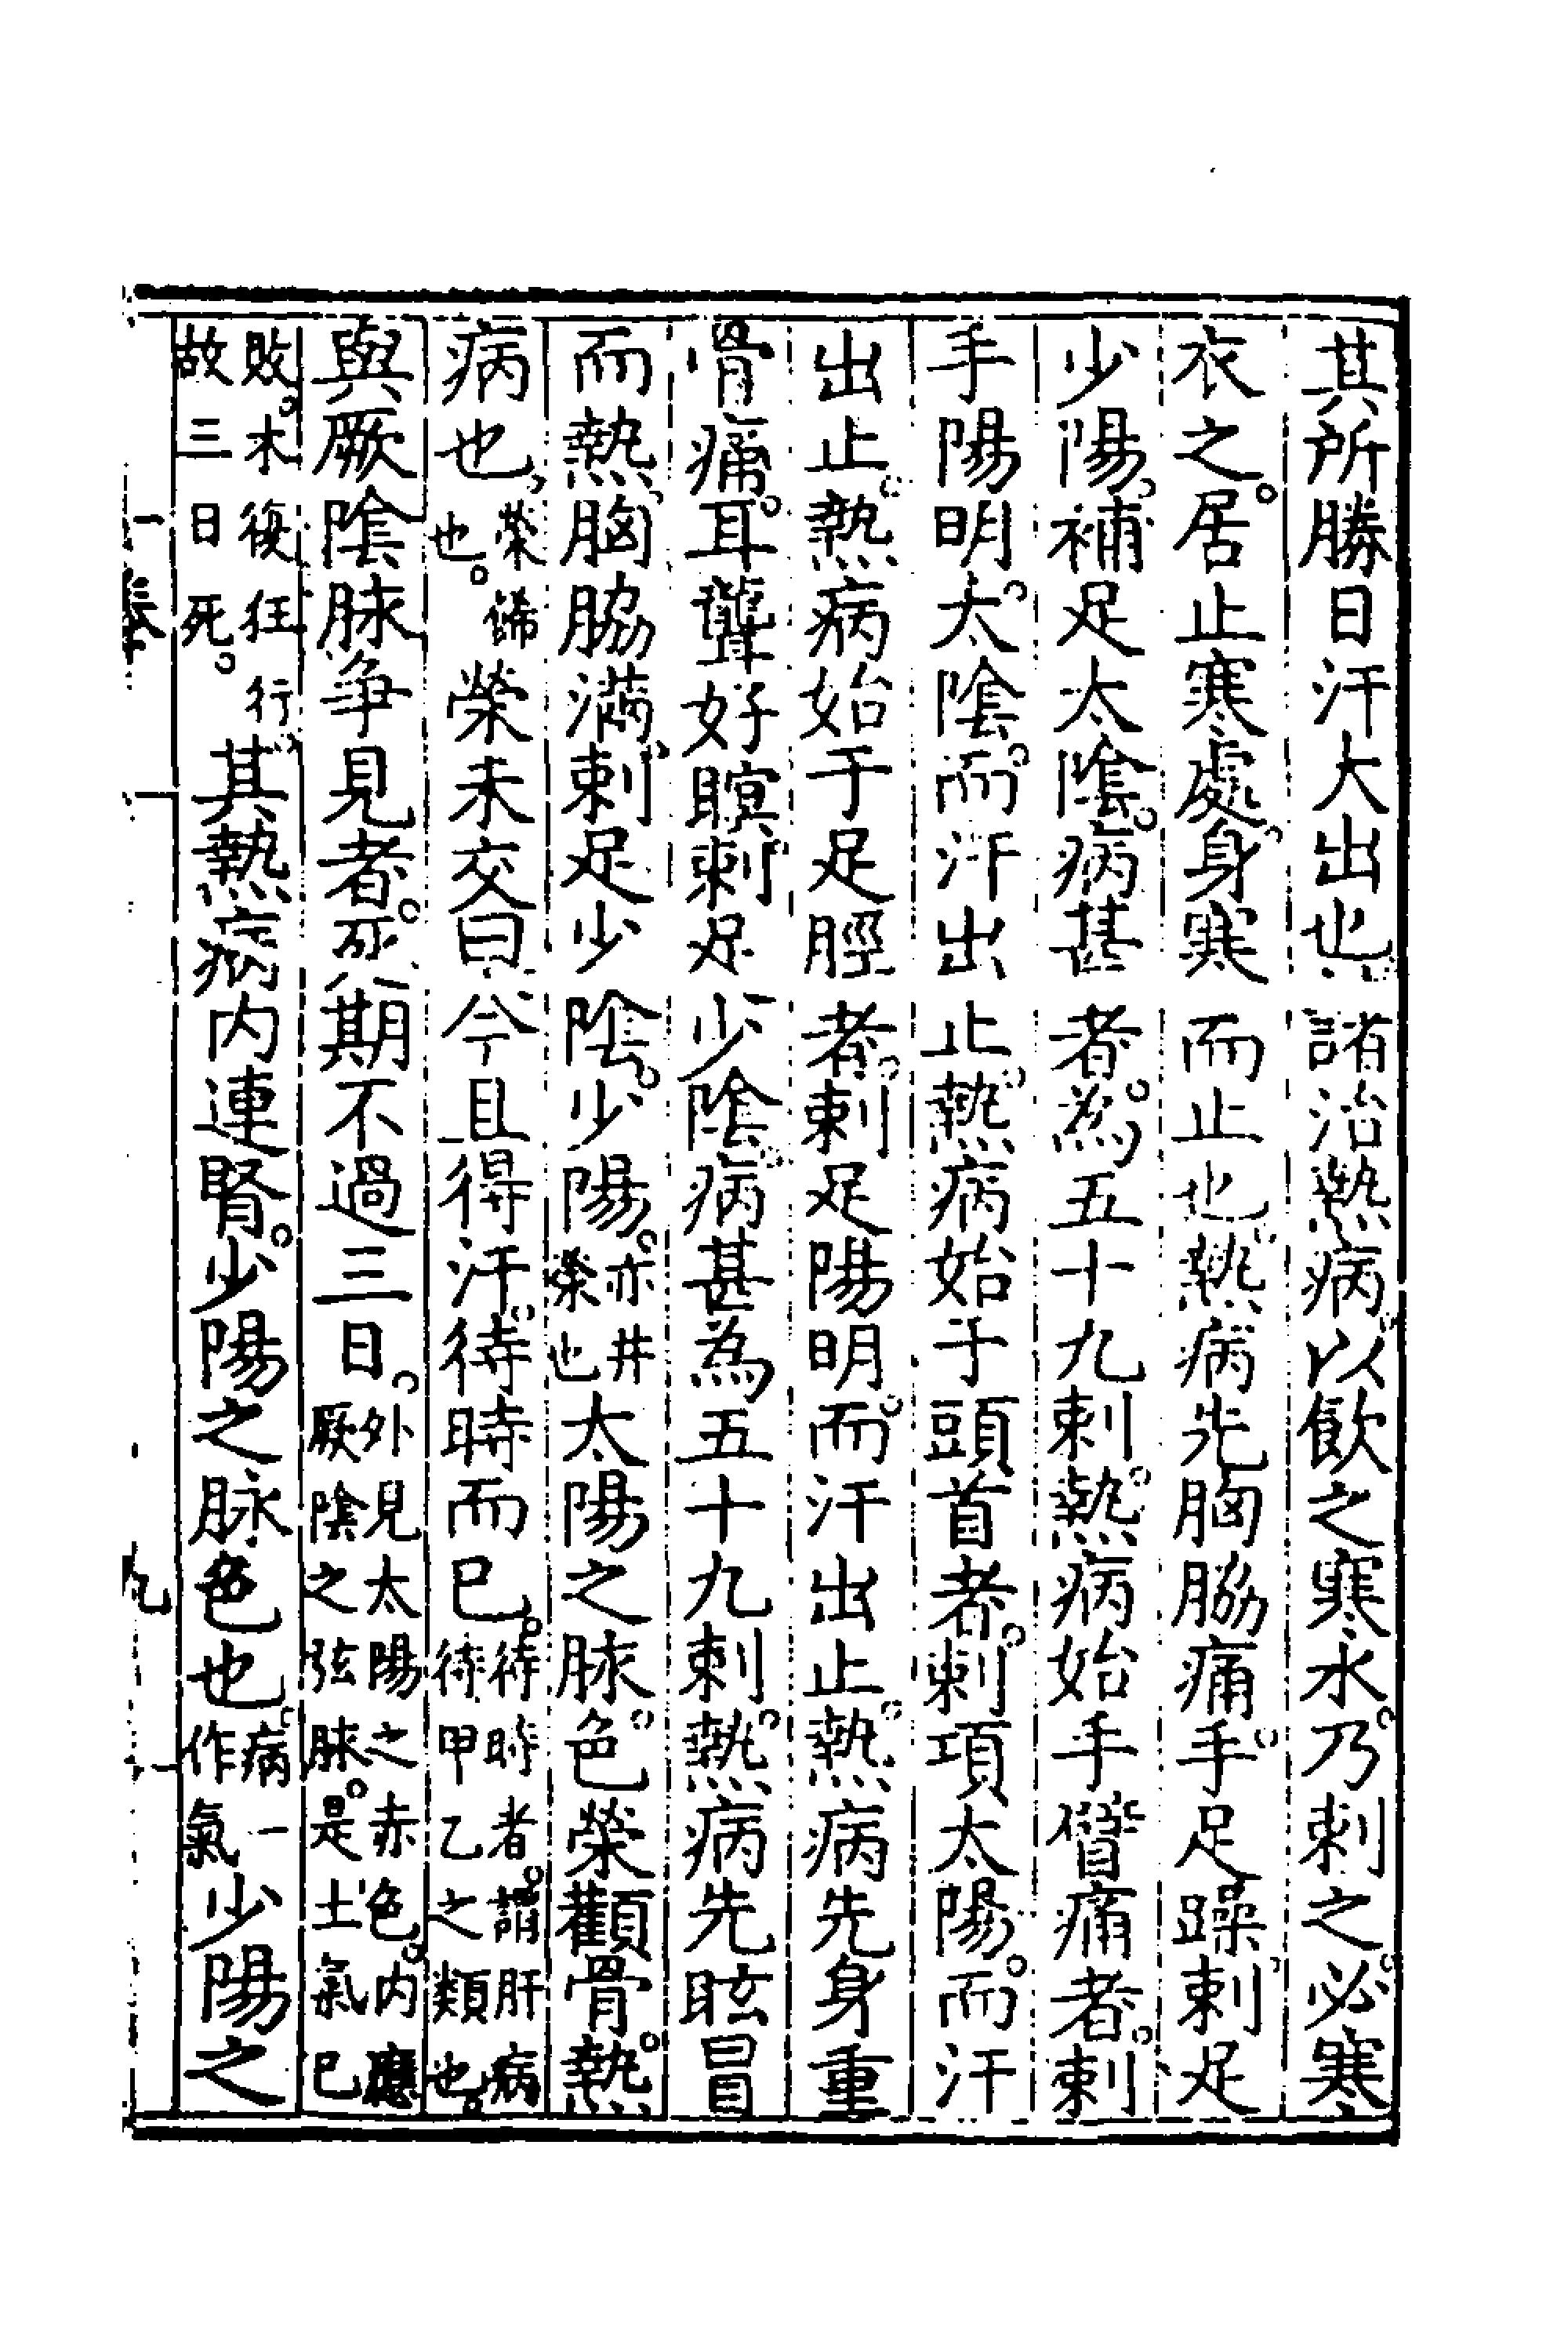 其所勝日汗大出也諸治熱病以飲之寒水乃刺之必寒
衣之居止寒處身寒而止也熱病先胸脇痛手足躁刺足
少陽補足太陰病甚者為五十九刺熱病始手臂痛者刺
手陽明太陰而汗出止熱病始于頭首者刺項太陽而汗
出止熱病始于足脛者刺足陽明而汗出止熱病先身重
骨痛耳聾好瞑刺足少陰病甚為五十九刺熱病先眩冒
而熱胸脇滿刺足少陰少陽亦井滎也太陽之脉色榮顴骨熱
病也榮飾也榮未交曰今且得汗待時而已待時者謂肝病待甲乙之類也
與厥陰脉爭見者死期不過三日外見太陽之赤色内應厥陰之弦脉是土氣已
敗木復狂行故三日死其熱病内連腎少陽之脉色也病一作氣少陽之
一卷
九